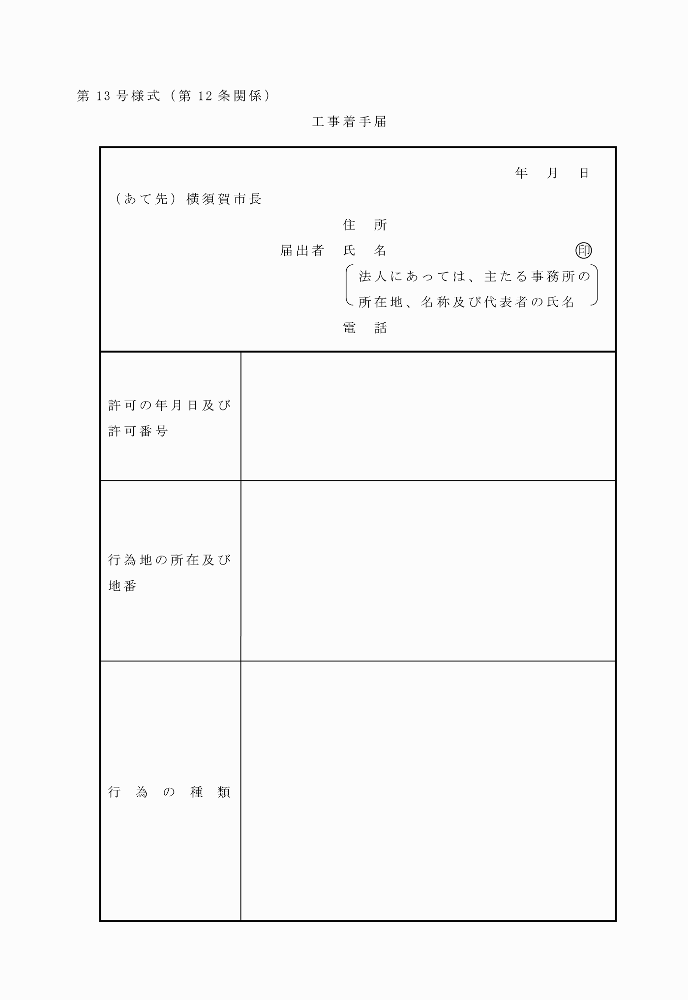 第13号様式（第12条関係）
工事着手届
年　月　日
（あて先）横須賀市長
住　所
届出者　氏　名　㊞
法人にあっては、主たる事務所の
所在地、名称及び代表者の氏名
電　話
許可の年月日及び
許可番号
行為地の所在及び
地番
行為の種類